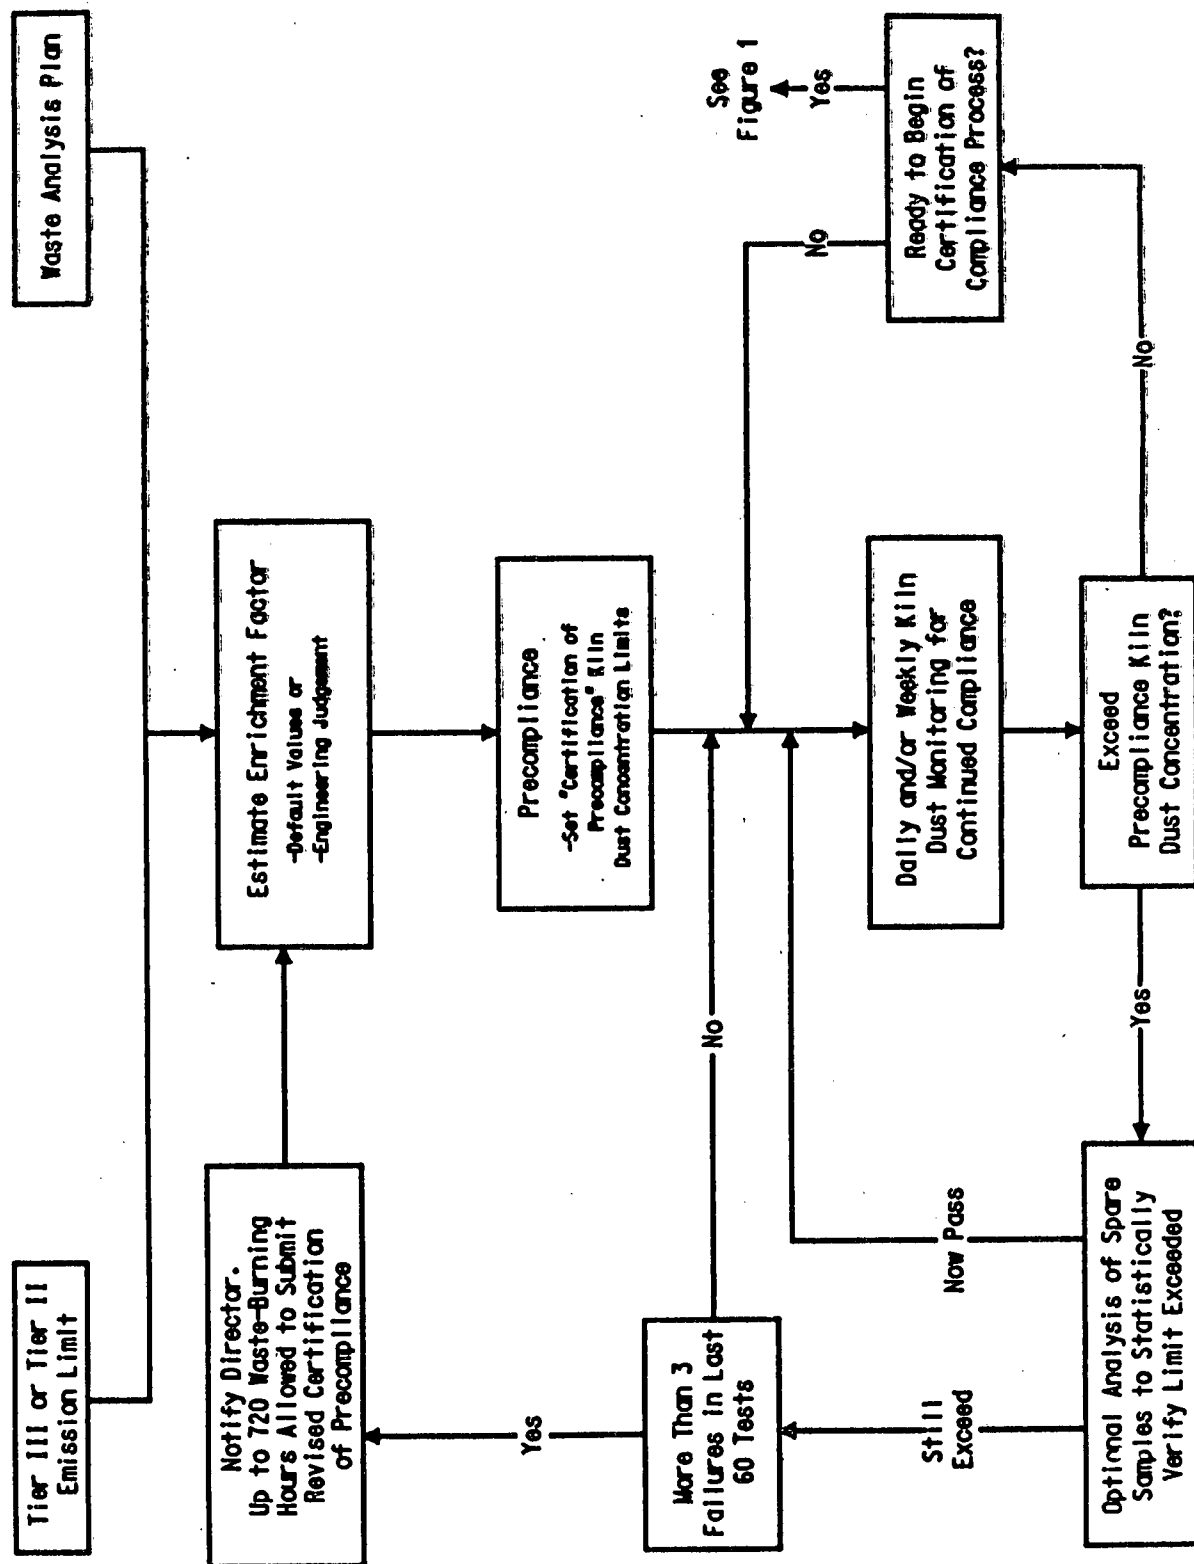 Tier III or Tier II
Emission Limit
Waste Analysis Plan
Notify Director.
Up to 720 Waste-Burning
Hours Allowed to Submit
Revised Certification
of Precompliance
Estimate Enrichment Factor
-Default Values or
-Engineering Judgement
Precompliance
-Set "Certification of
Precompliance" Kiln
Dust Concentration Limits
Yes
No
More Than 3
Failures in Last
60 Tests
See
Figure 1
Yes
No
Ready to Begin
Certification of
Compliance Process?
Still
Exceed
Now Pass
Daily and/or Weekly Kiln
Dust Monitoring for
Continued Compliance
Optional Analysis of Spare
Samples to Statistically
Verify Limit Exceeded
Yes
Exceed
Precompliance Kiln
Dust Concentration?
No